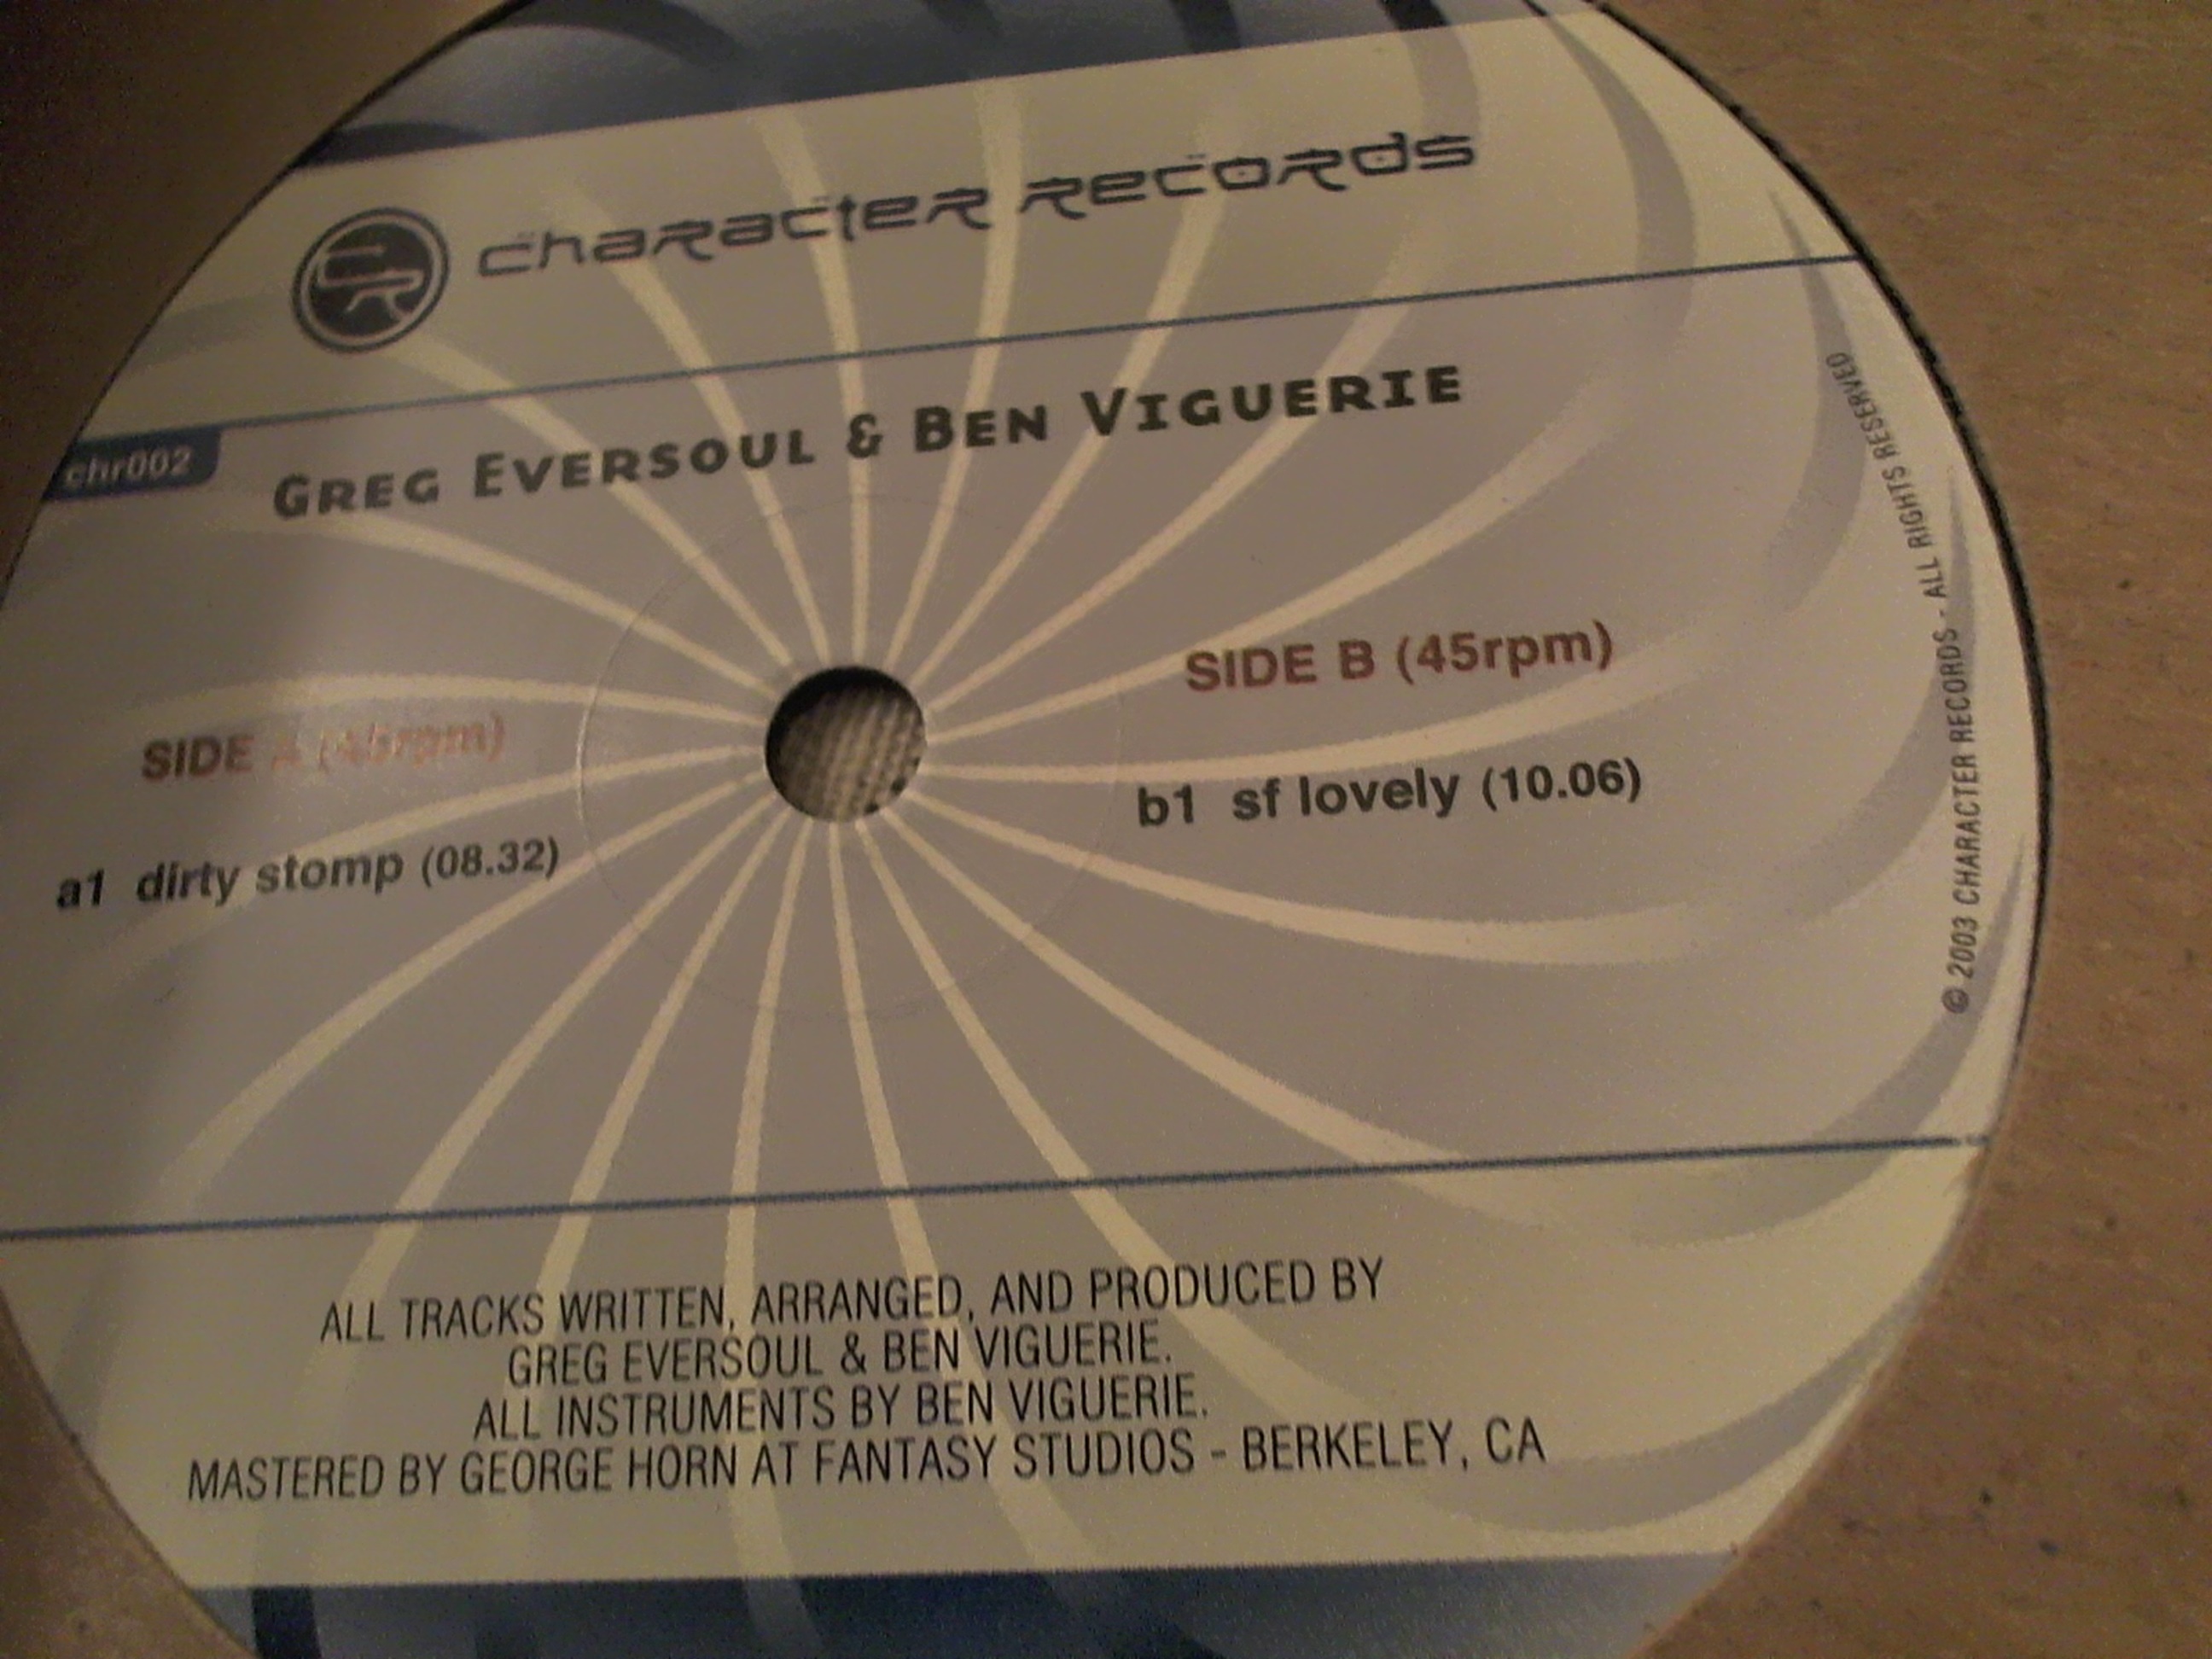 character records
chr002
GREG EVERSOUL & BEN VIGUERIE
SIDE A (45rpm)
a1 dirty stomp (08.32)
SIDE B (45rpm)
b1 sf lovely (10.06)
© 2003 CHARACTER RECORDS - ALL RIGHTS RESERVED
ALL TRACKS WRITTEN, ARRANGED, AND PRODUCED BY
GREG EVERSOUL & BEN VIGUERIE.
ALL INSTRUMENTS BY BEN VIGUERIE.
MASTERED BY GEORGE HORN AT FANTASY STUDIOS - BERKELEY, CA